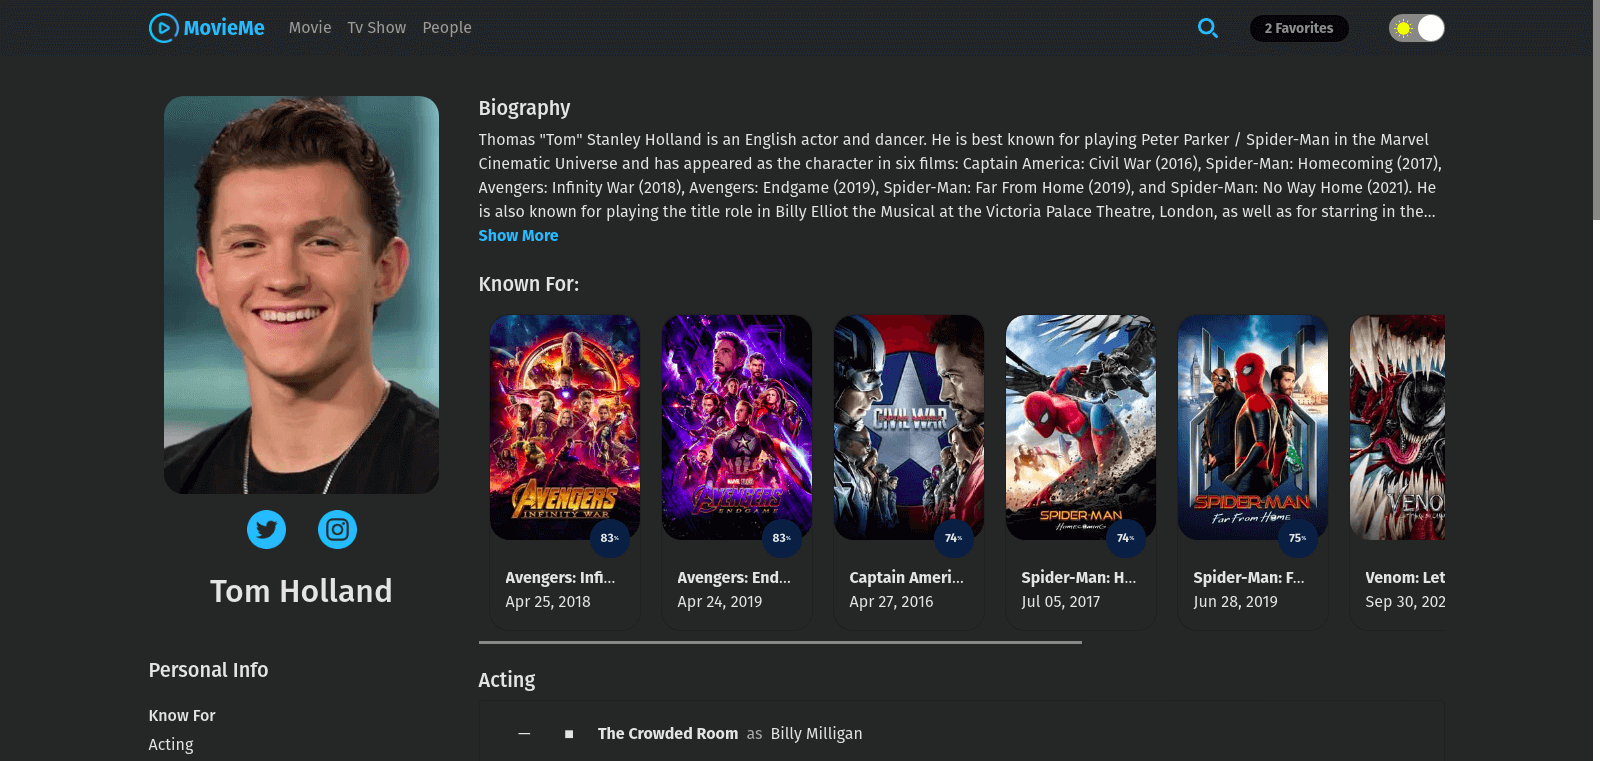 MovieMe
Movie Tv Show People
2 Favorites
Biography
Thomas "Tom" Stanley Holland is an English actor and dancer. He is best known for playing Peter Parker / Spider-Man in the Marvel
Cinematic Universe and has appeared as the character in six films: Captain America: Civil War (2016), Spider-Man: Homecoming (2017),
Avengers: Infinity War (2018), Avengers: Endgame (2019), Spider-Man: Far From Home (2019), and Spider-Man: No Way Home (2021). He
is also known for playing the title role in Billy Elliot the Musical at the Victoria Palace Theatre, London, as well as for starring in the...
Show More
Known For:
AVENGERS
INFINITY WAR
83%
Avengers: Infi...
Apr 25, 2018
MARVEL STUDIOS
AVENGERS
ENDGAME
83%
Avengers: End...
Apr 24, 2019
CAPTAIN AMERICA
CIVIL WAR
74%
Captain Ameri...
Apr 27, 2016
SPIDER-MAN
HOMECOMING
74%
Spider-Man: H...
Jul 05, 2017
SPIDER-MAN
Far From Home
75%
Spider-Man: F...
Jun 28, 2019
VENOM
Venom: Let
Sep 30, 202
Tom Holland
Personal Info
Know For
Acting
Acting
— The Crowded Room as Billy Milligan